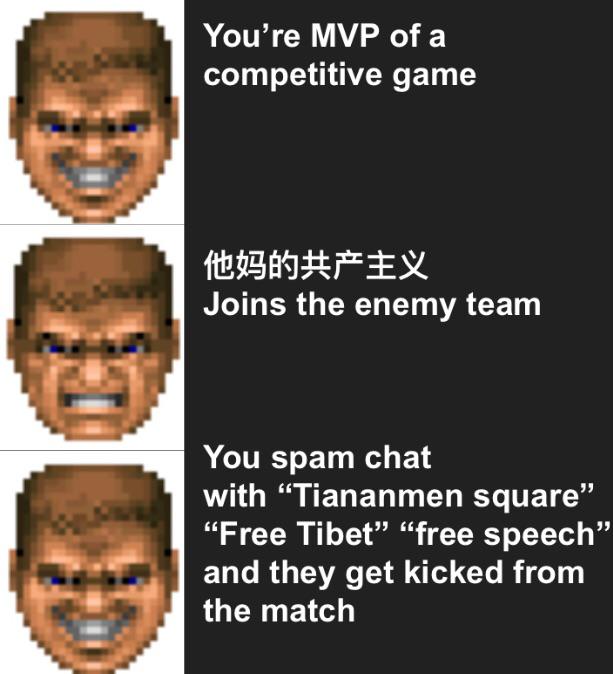 You’re MVP of a
competitive game
他妈的共产主义
Joins the enemy team
You spam chat
with “Tiananmen square”
“Free Tibet” “free speech”
and they get kicked from
the match